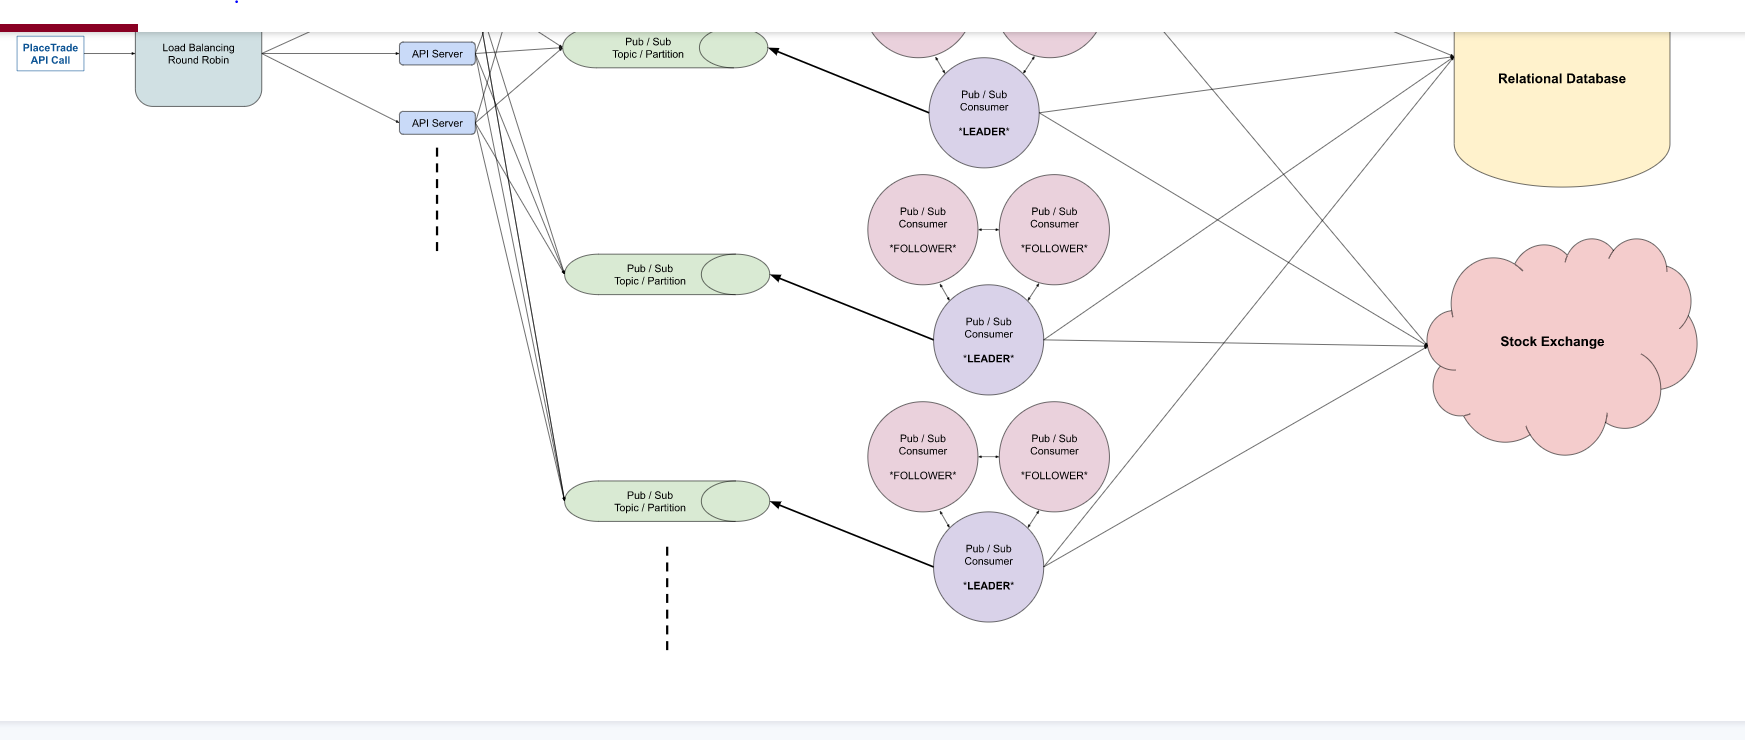 PlaceTrade
API Call
Load Balancing
Round Robin
API Server
API Server
Pub / Sub
Topic / Partition
Pub / Sub
Consumer
*LEADER*
Relational Database
Pub / Sub
Consumer
*FOLLOWER*
Pub / Sub
Consumer
*FOLLOWER*
Pub / Sub
Topic / Partition
Pub / Sub
Consumer
*LEADER*
Stock Exchange
Pub / Sub
Consumer
*FOLLOWER*
Pub / Sub
Consumer
*FOLLOWER*
Pub / Sub
Topic / Partition
Pub / Sub
Consumer
*LEADER*